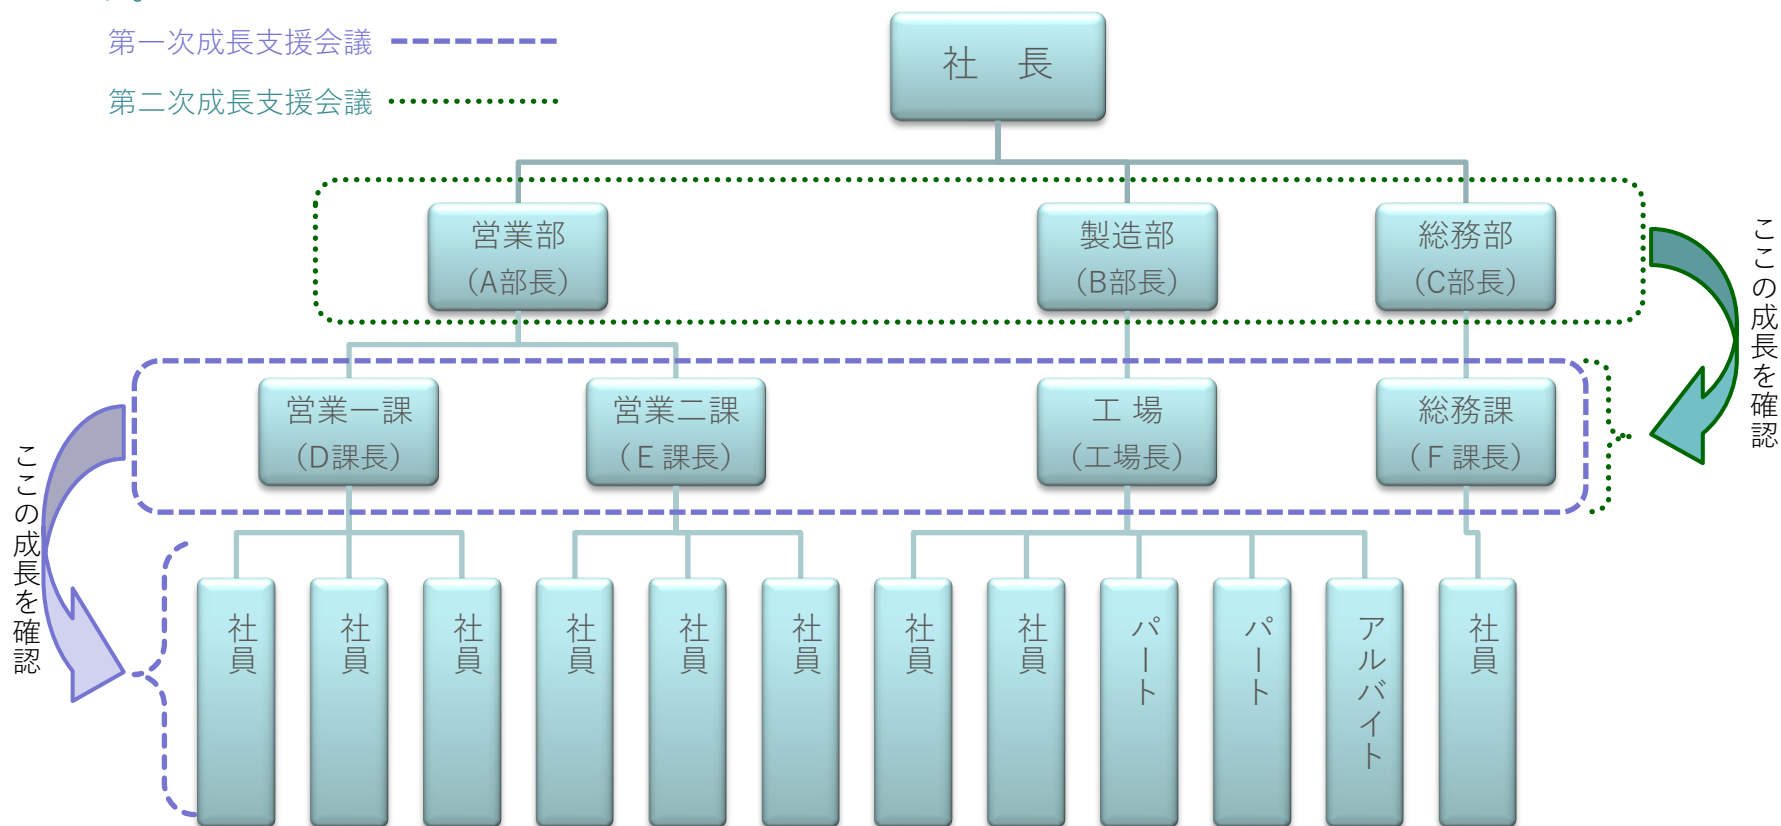 第一次成長支援会議
第二次成長支援会議
社　長
営業部
（A部長）
製造部
（B部長）
総務部
（C部長）
ここの成長を確認
営業一課
（D課長）
営業二課
（E 課長）
工 場
（工場長）
総務課
（F 課長）
ここの成長を確認
社員
社員
社員
社員
社員
社員
社員
社員
パート
パート
アルバイト
社員